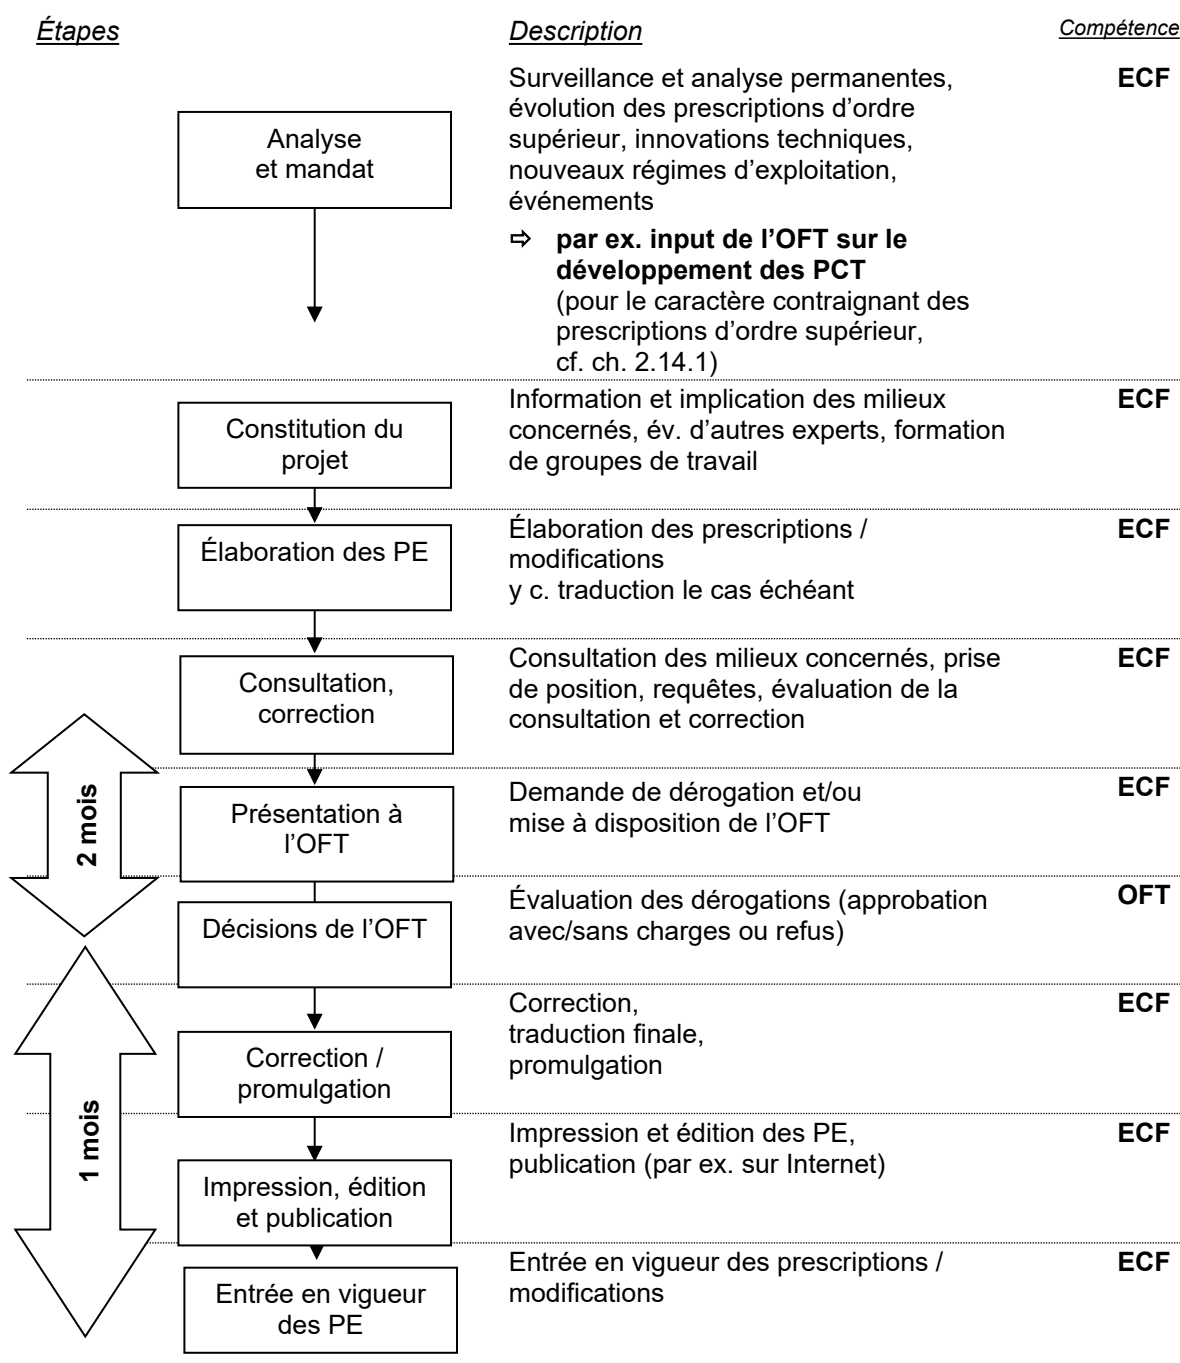 Étapes
Description
Compétence
Analyse
et mandat
Surveillance et analyse permanentes,
évolution des prescriptions d’ordre
supérieur, innovations techniques,
nouveaux régimes d’exploitation,
événements
⇨ par ex. input de l’OFT sur le
développement des PCT
(pour le caractère contraignant des
prescriptions d’ordre supérieur,
cf. ch. 2.14.1)
ECF
Constitution du
projet
Information et implication des milieux
concernés, év. d’autres experts, formation
de groupes de travail
ECF
Élaboration des PE
Élaboration des prescriptions /
modifications
y c. traduction le cas échéant
ECF
Consultation,
correction
Consultation des milieux concernés, prise
de position, requêtes, évaluation de la
consultation et correction
ECF
2 mois
Présentation à
l’OFT
Demande de dérogation et/ou
mise à disposition de l’OFT
ECF
Décisions de l’OFT
Évaluation des dérogations (approbation
avec/sans charges ou refus)
OFT
1 mois
Correction /
promulgation
Correction,
traduction finale,
promulgation
ECF
Impression, édition
et publication
Impression et édition des PE,
publication (par ex. sur Internet)
ECF
Entrée en vigueur
des PE
Entrée en vigueur des prescriptions /
modifications
ECF